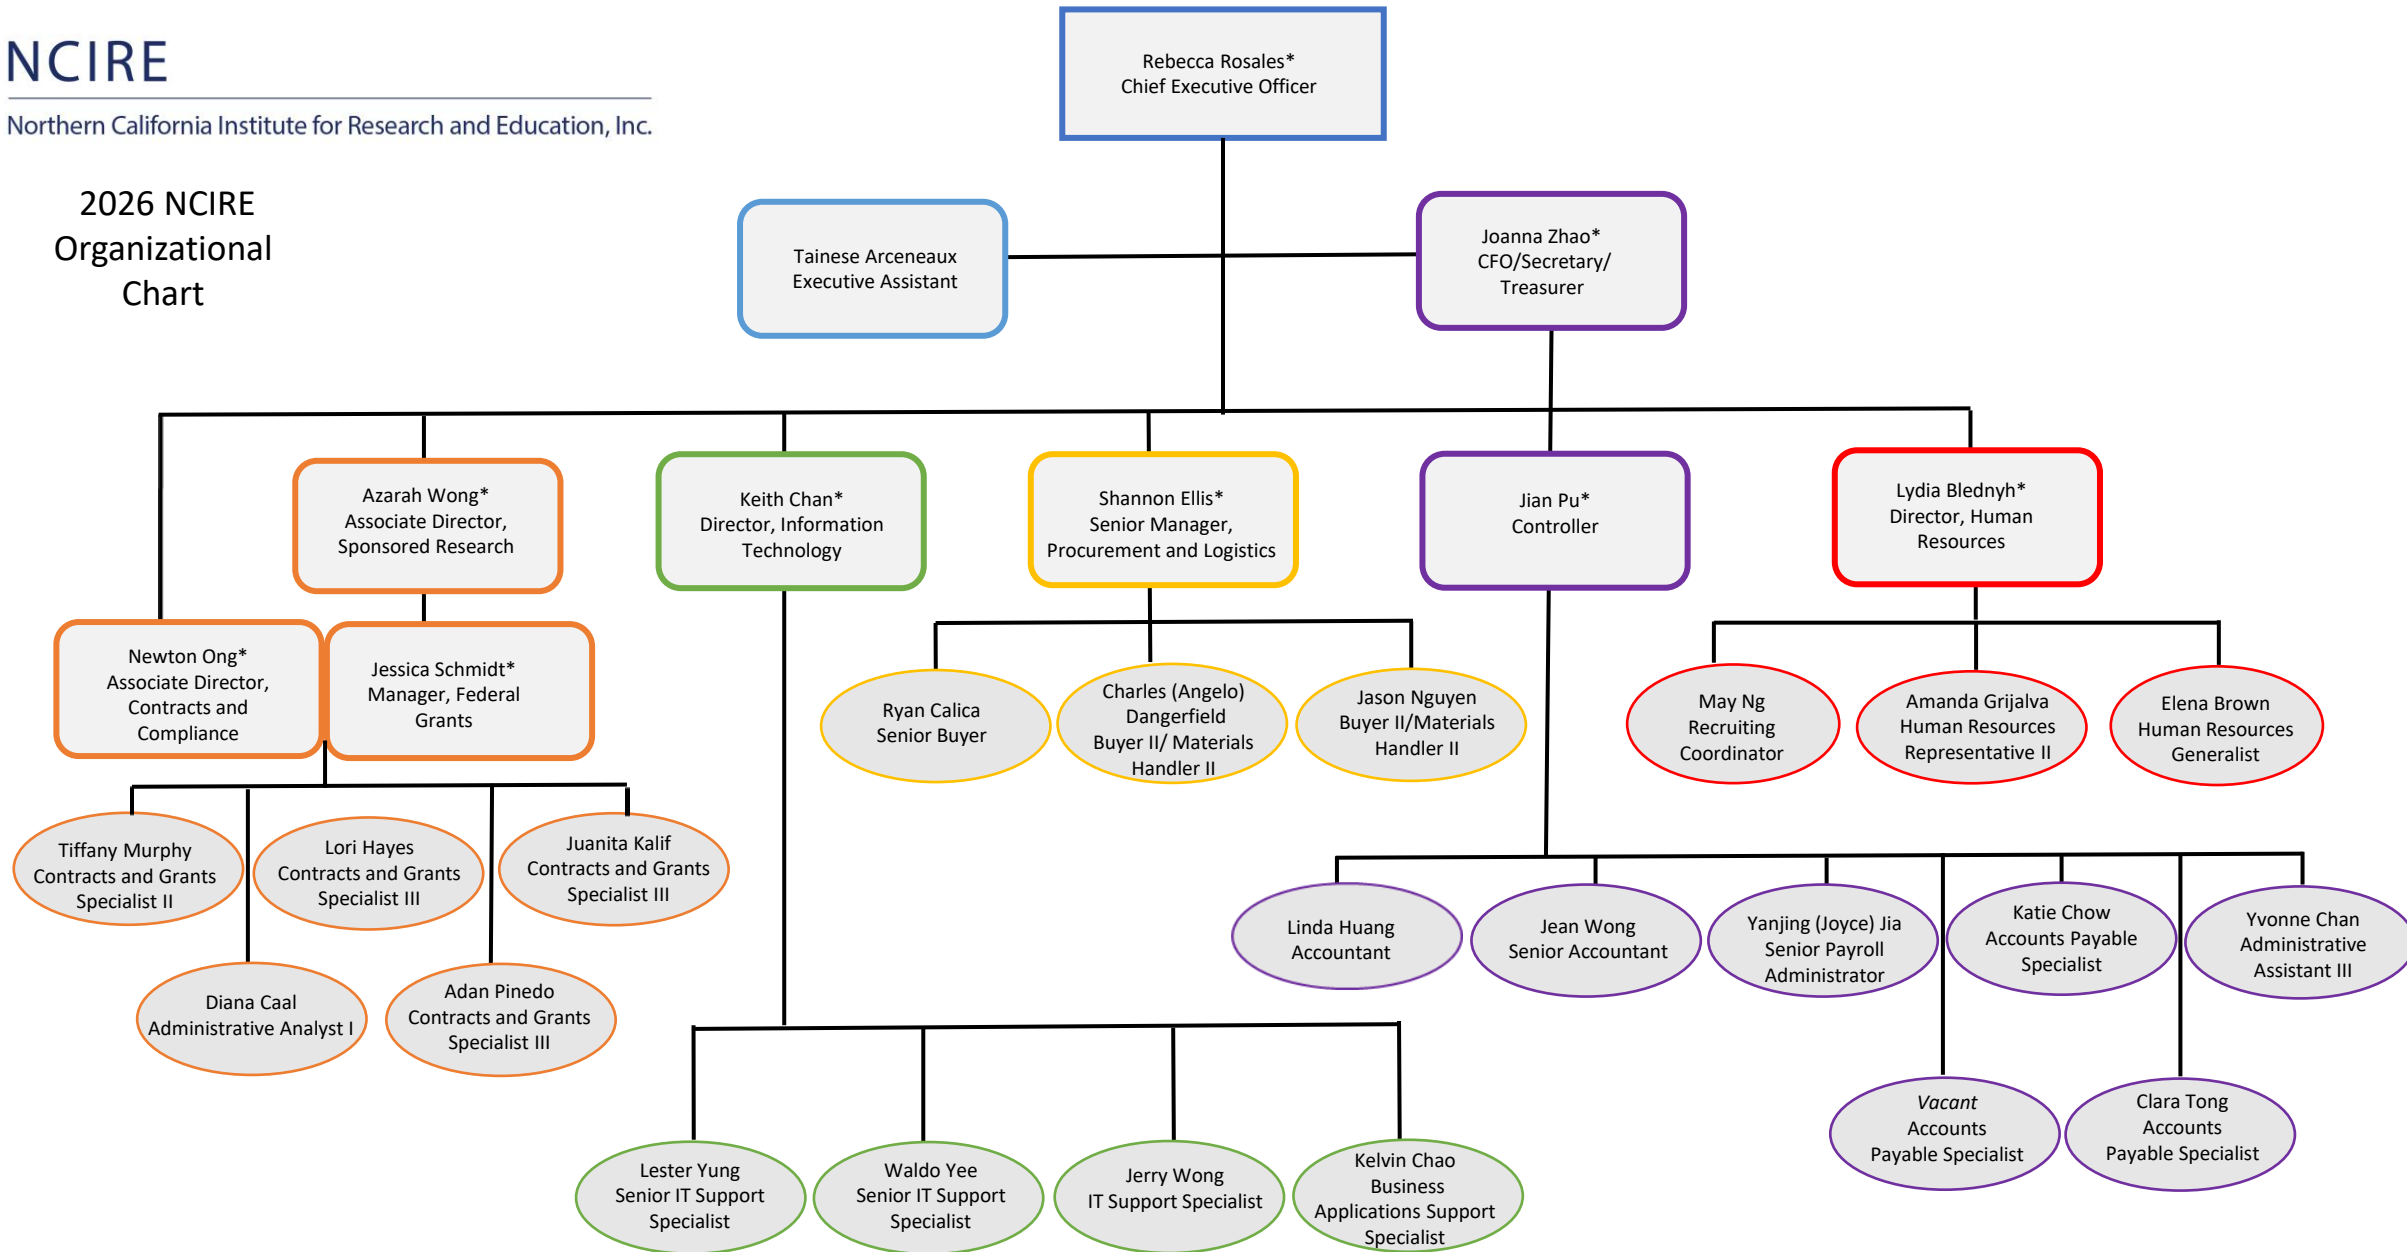 NCIRE
Northern California Institute for Research and Education, Inc.
2026 NCIRE
Organizational
Chart
Rebecca Rosales*
Chief Executive Officer
Tainese Arceneaux
Executive Assistant
Joanna Zhao*
CFO/Secretary/
Treasurer
Azarah Wong*
Associate Director,
Sponsored Research
Keith Chan*
Director, Information
Technology
Shannon Ellis*
Senior Manager,
Procurement and Logistics
Jian Pu*
Controller
Lydia Blednyh*
Director, Human
Resources
Newton Ong*
Associate Director,
Contracts and
Compliance
Jessica Schmidt*
Manager, Federal
Grants
Ryan Calica
Senior Buyer
Charles (Angelo)
Dangerfield
Buyer II/ Materials
Handler II
Jason Nguyen
Buyer II/Materials
Handler II
May Ng
Recruiting
Coordinator
Amanda Grijalva
Human Resources
Representative II
Elena Brown
Human Resources
Generalist
Tiffany Murphy
Contracts and Grants
Specialist II
Lori Hayes
Contracts and Grants
Specialist III
Juanita Kalif
Contracts and Grants
Specialist III
Diana Caal
Administrative Analyst I
Adan Pinedo
Contracts and Grants
Specialist III
Linda Huang
Accountant
Jean Wong
Senior Accountant
Yanjing (Joyce) Jia
Senior Payroll
Administrator
Katie Chow
Accounts Payable
Specialist
Yvonne Chan
Administrative
Assistant III
Vacant
Accounts
Payable Specialist
Clara Tong
Accounts
Payable Specialist
Lester Yung
Senior IT Support
Specialist
Waldo Yee
Senior IT Support
Specialist
Jerry Wong
IT Support Specialist
Kelvin Chao
Business
Applications Support
Specialist